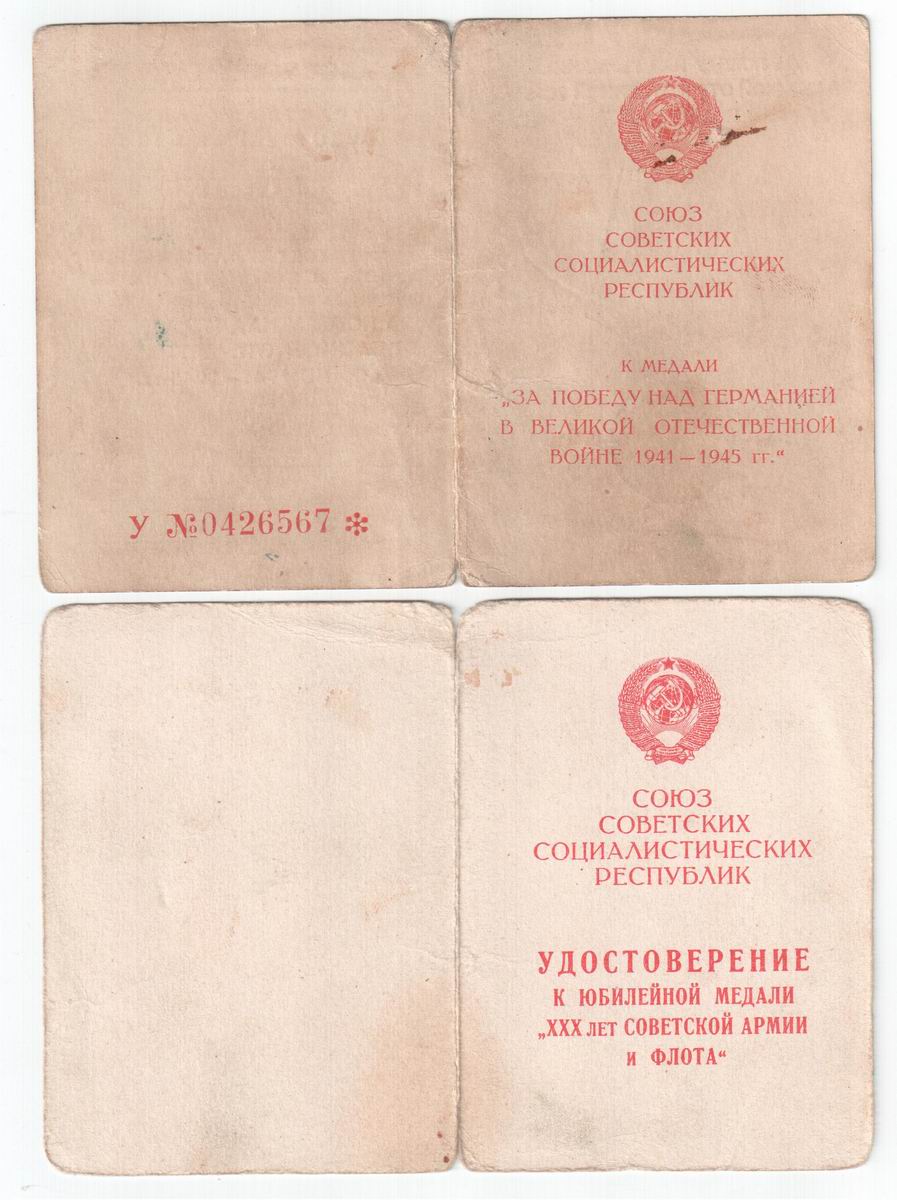 СОЮЗ
СОВЕТСКИХ
СОЦИАЛИСТИЧЕСКИХ
РЕСПУБЛИК
К МЕДАЛИ
„ЗА ПОБЕДУ НАД ГЕРМАНИЕЙ
В ВЕЛИКОЙ ОТЕЧЕСТВЕННОЙ
ВОЙНЕ 1941 — 1945 гг.“
У №0426567 *
СОЮЗ
СОВЕТСКИХ
СОЦИАЛИСТИЧЕСКИХ
РЕСПУБЛИК
УДОСТОВЕРЕНИЕ
К ЮБИЛЕЙНОЙ МЕДАЛИ
„XXX ЛЕТ СОВЕТСКОЙ АРМИИ
И ФЛОТА“